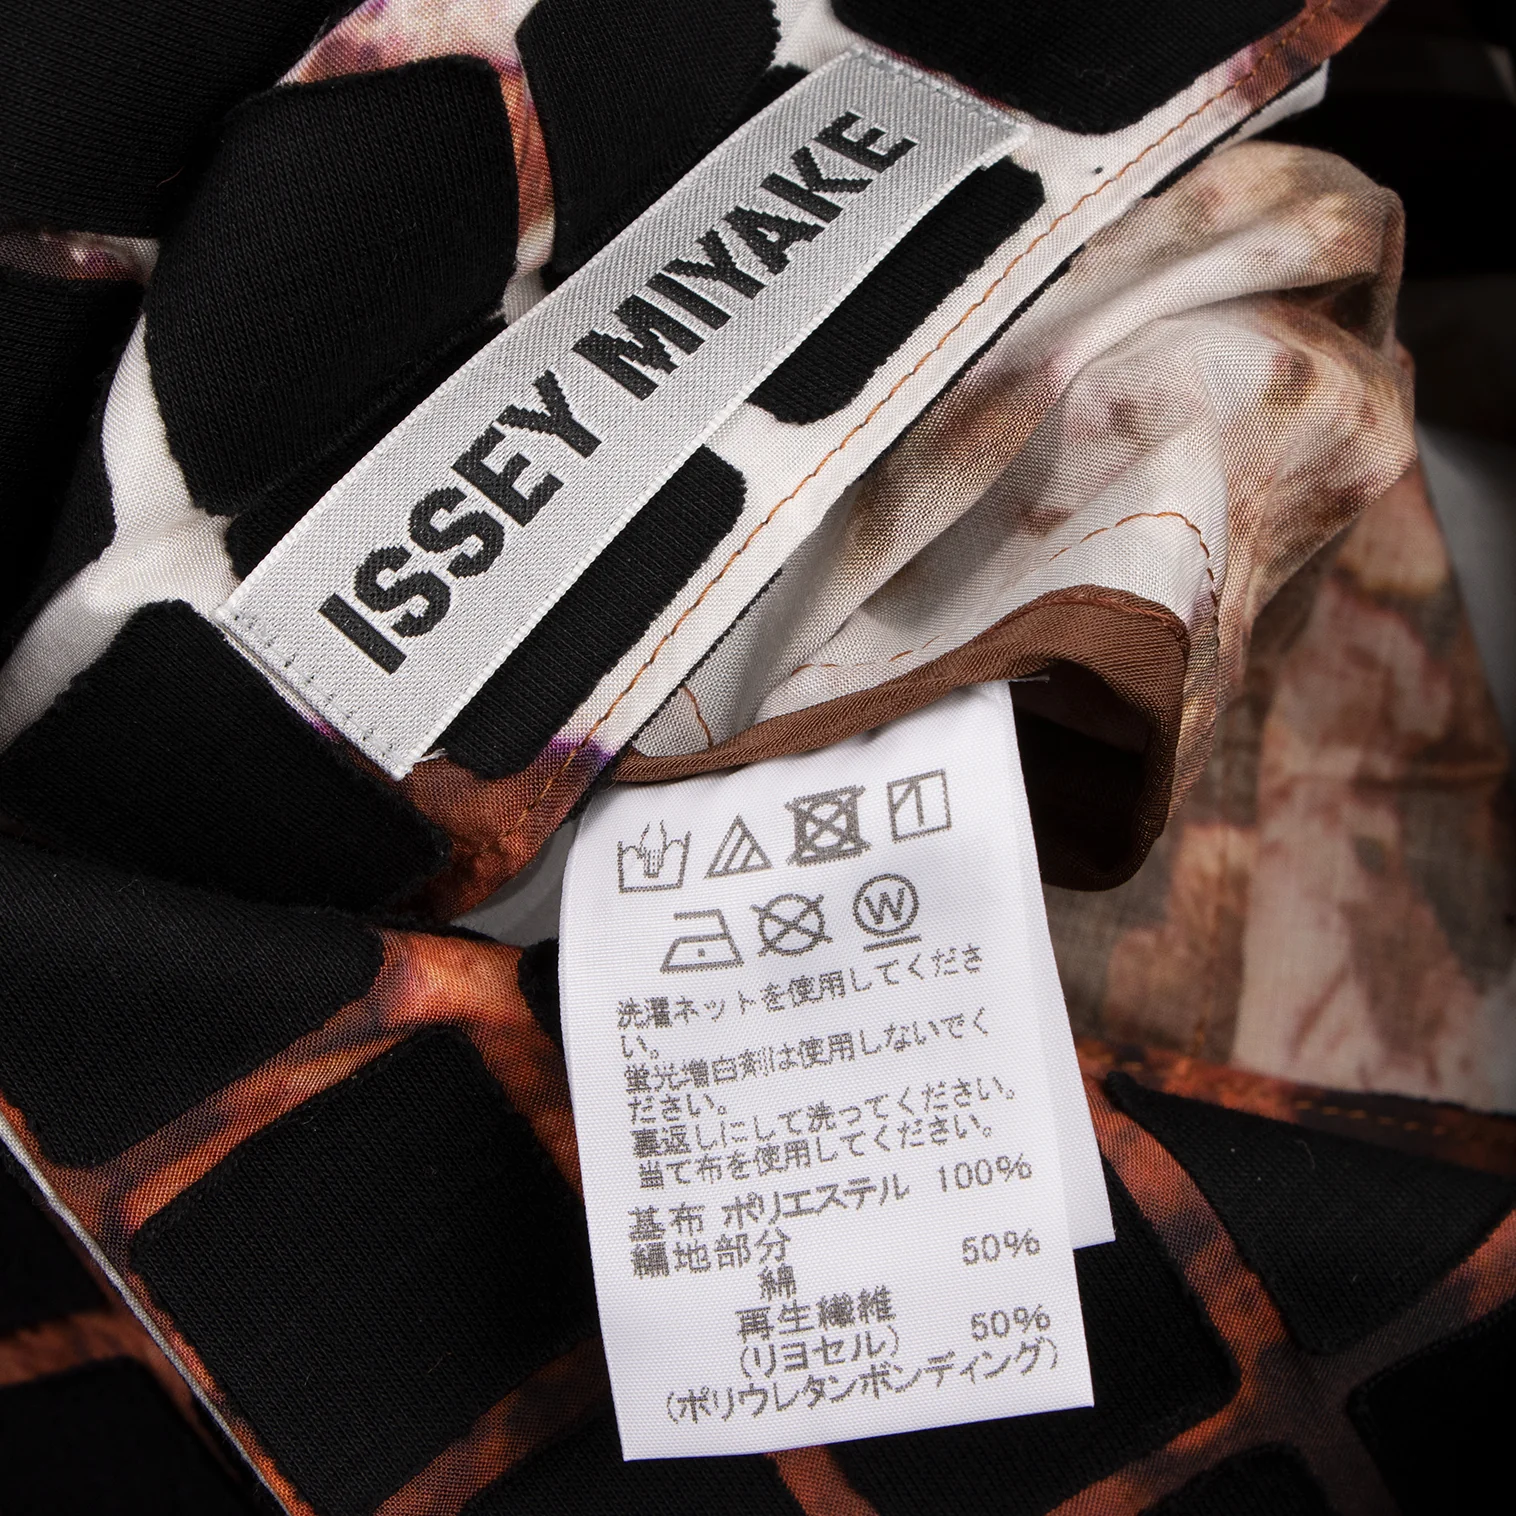 ISSEY MIYAKE
W
洗濯ネットを使用してくださ
い。
蛍光増白剤は使用しないでく
ださい。
裏返しにして洗ってください。
当て布を使用してください。
基布 ポリエステル 100%
編地部分
綿 50%
再生繊維
(リヨセル) 50%
(ポリウレタンボンディング)